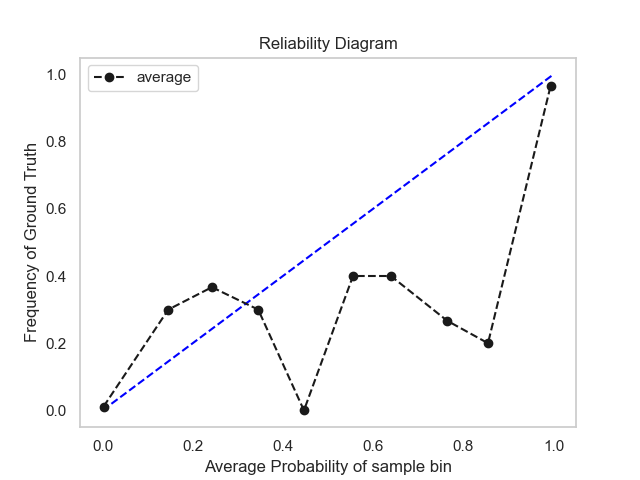 Reliability Diagram
average
Frequency of Ground Truth
1.0
0.8
0.6
0.4
0.2
0.0
0.0 0.2 0.4 0.6 0.8 1.0
Average Probability of sample bin